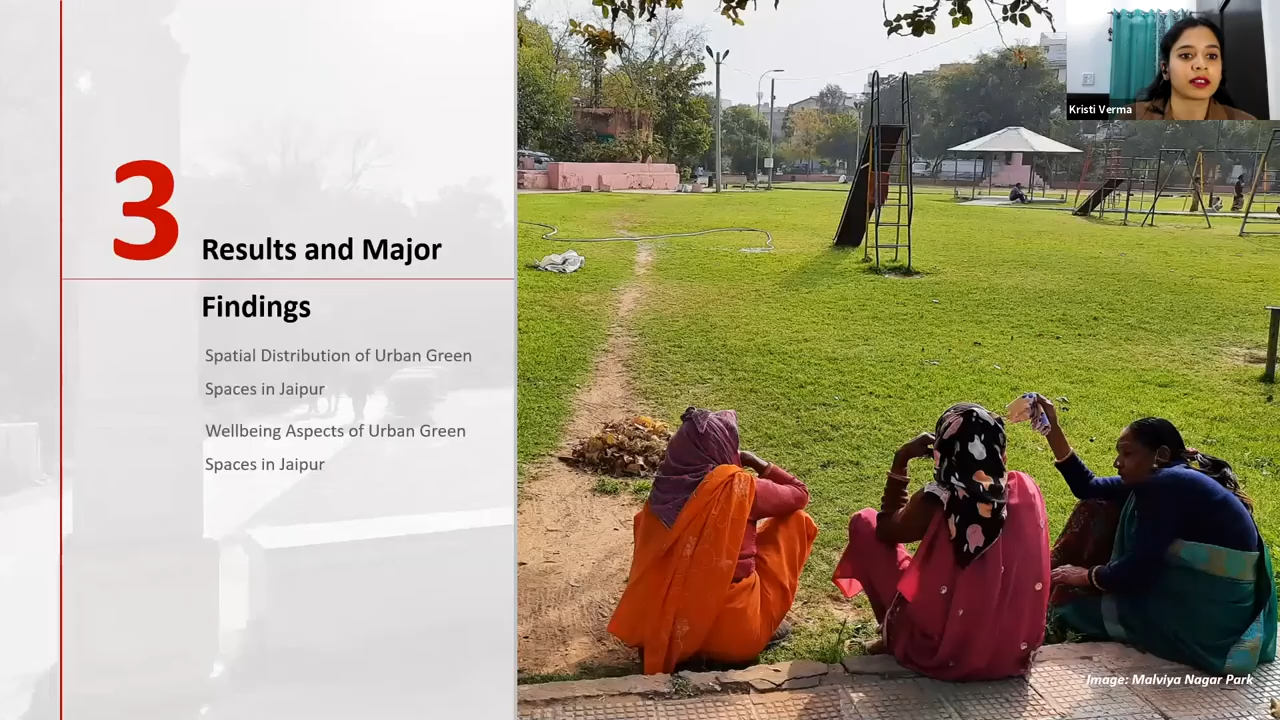 3
Results and Major
Findings
Spatial Distribution of Urban Green
Spaces in Jaipur
Wellbeing Aspects of Urban Green
Spaces in Jaipur
Kristi Verma
Image: Malviya Nagar Park